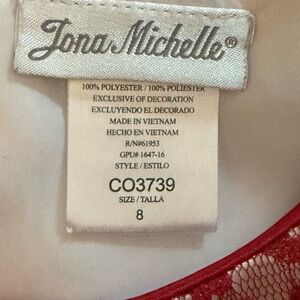 Jona Michelle®
100% POLYESTER / 100% POLIESTER
EXCLUSIVE OF DECORATION
EXCLUYENDO EL DECORADO
MADE IN VIETNAM
HECHO EN VIETNAM
R/N#61953
GPU# 1647-16
STYLE / ESTILO
CO3739
SIZE / TALLA
8